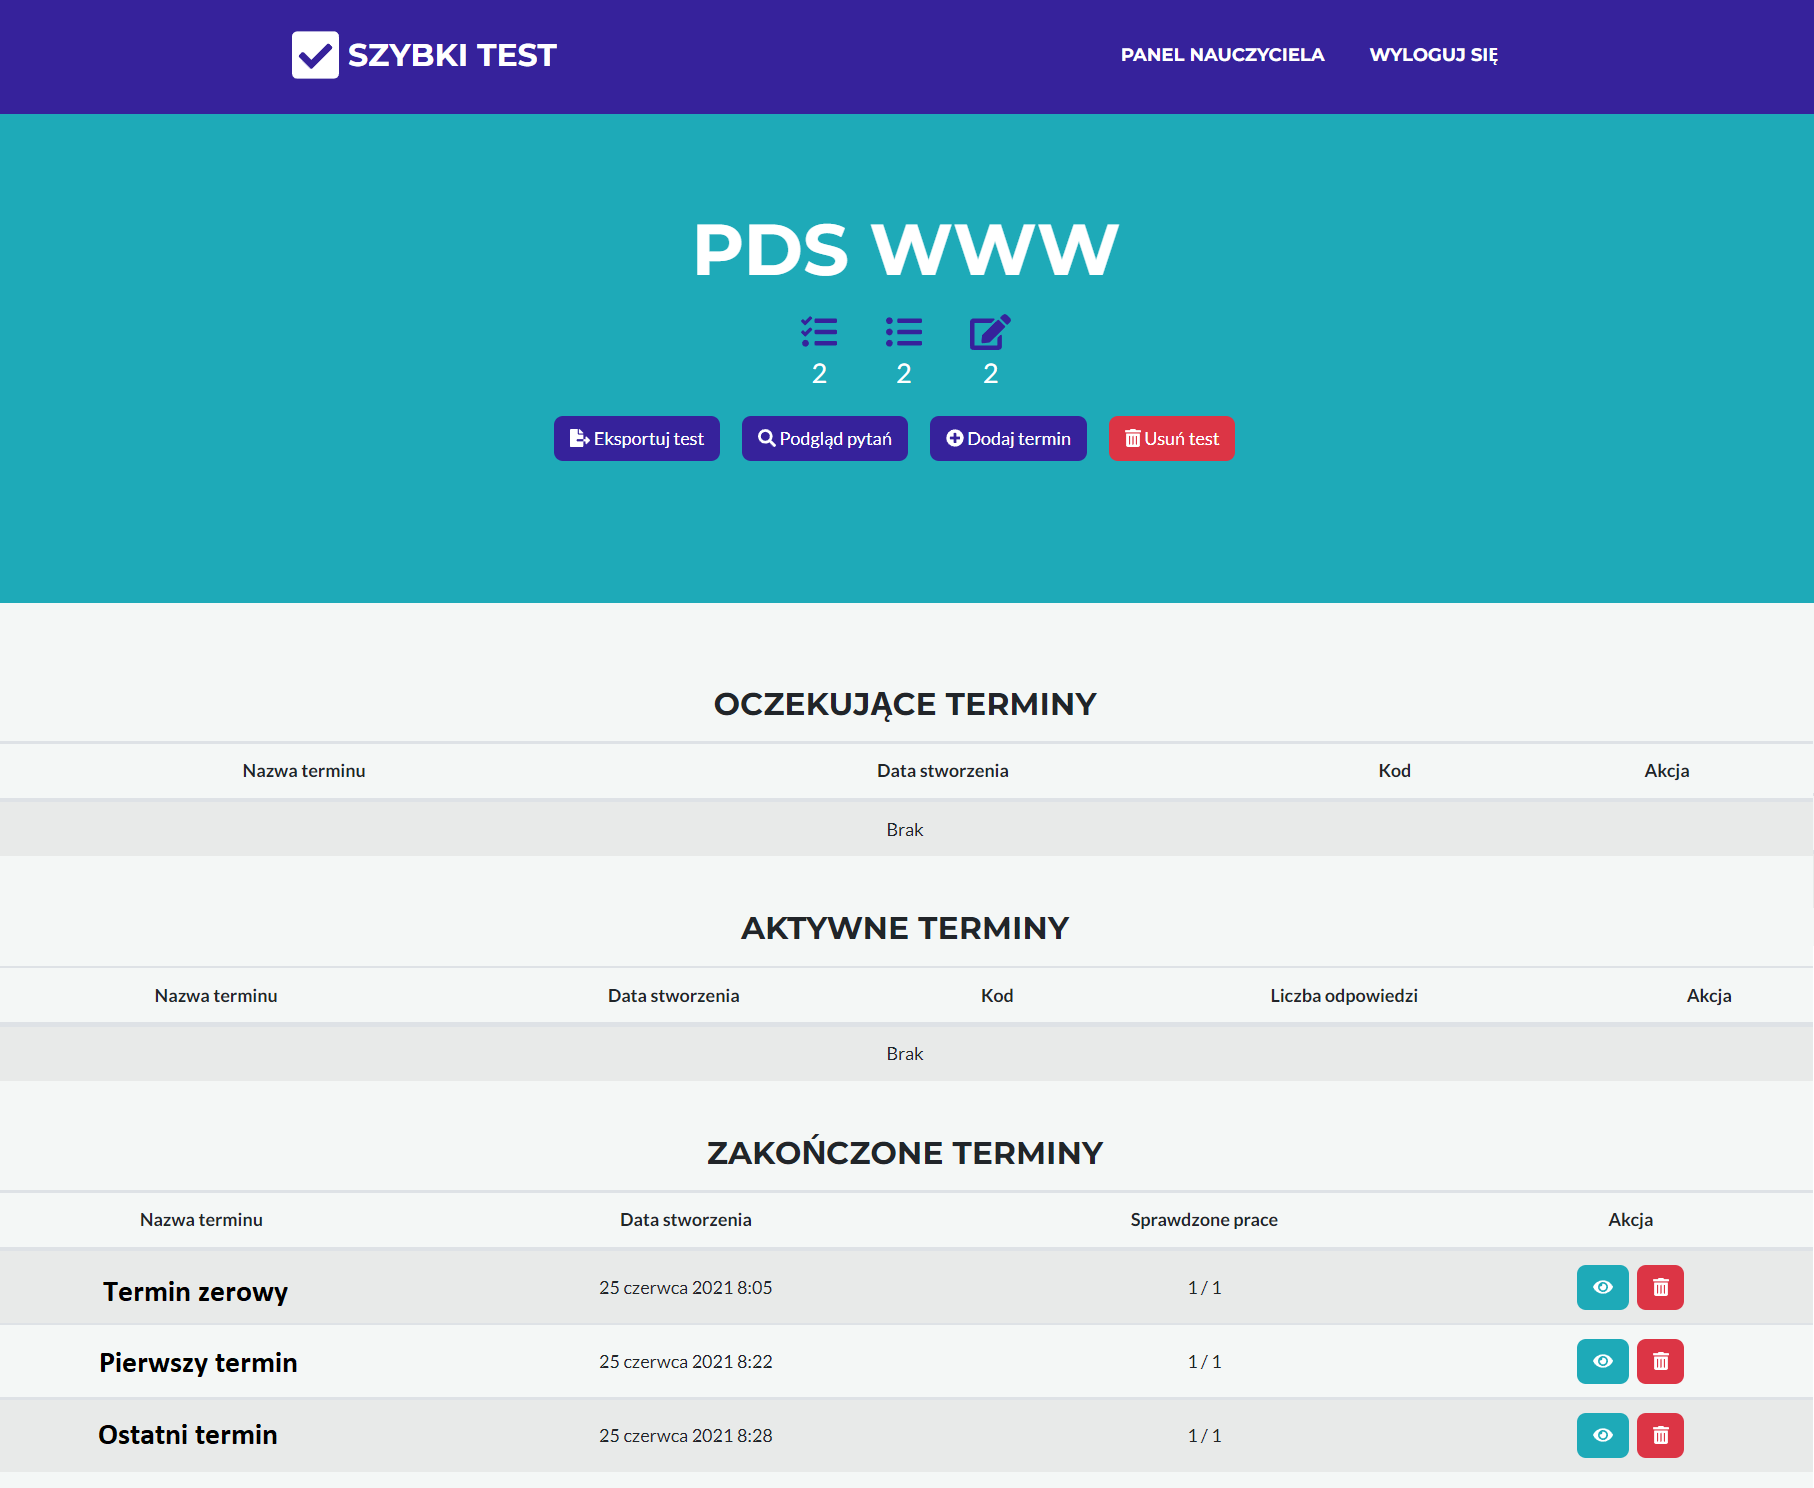 SZYBKI TEST
PANEL NAUCZYCIELA WYLOGUJ SIĘ
PDS WWW
2 2 2
Eksportuj test Podgląd pytań Dodaj termin Usuń test
OCZEKUJĄCE TERMINY
Nazwa terminu Data stworzenia Kod Akcja
Brak
AKTYWNE TERMINY
Nazwa terminu Data stworzenia Kod Liczba odpowiedzi Akcja
Brak
ZAKOŃCZONE TERMINY
Nazwa terminu Data stworzenia Sprawdzone prace Akcja
Termin zerowy 25 czerwca 2021 8:05 1 / 1
Pierwszy termin 25 czerwca 2021 8:22 1 / 1
Ostatni termin 25 czerwca 2021 8:28 1 / 1